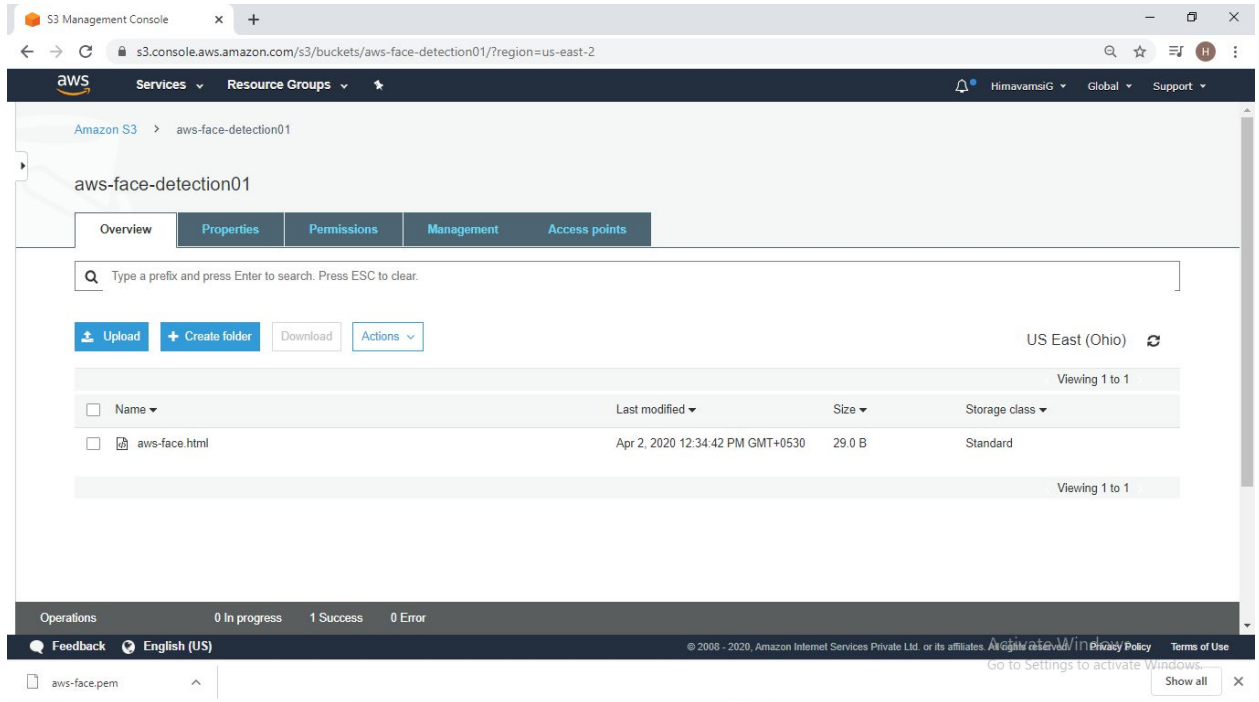 S3 Management Console
s3.console.aws.amazon.com/s3/buckets/aws-face-detection01/?region=us-east-2
H
aws Services Resource Groups HimavamsiG Global Support
Amazon S3 > aws-face-detection01
aws-face-detection01
Overview Properties Permissions Management Access points
Type a prefix and press Enter to search. Press ESC to clear.
Upload + Create folder Download Actions US East (Ohio)
Viewing 1 to 1
Name Last modified Size Storage class
aws-face.html Apr 2, 2020 12:34:42 PM GMT+0530 29.0 B Standard
Viewing 1 to 1
Operations 0 In progress 1 Success 0 Error
Feedback English (US) © 2008 - 2020, Amazon Internet Services Private Ltd. or its affiliates. All rights reserved. Privacy Policy Terms of Use
Activate Windows
Go to Settings to activate Windows.
aws-face.pem Show all